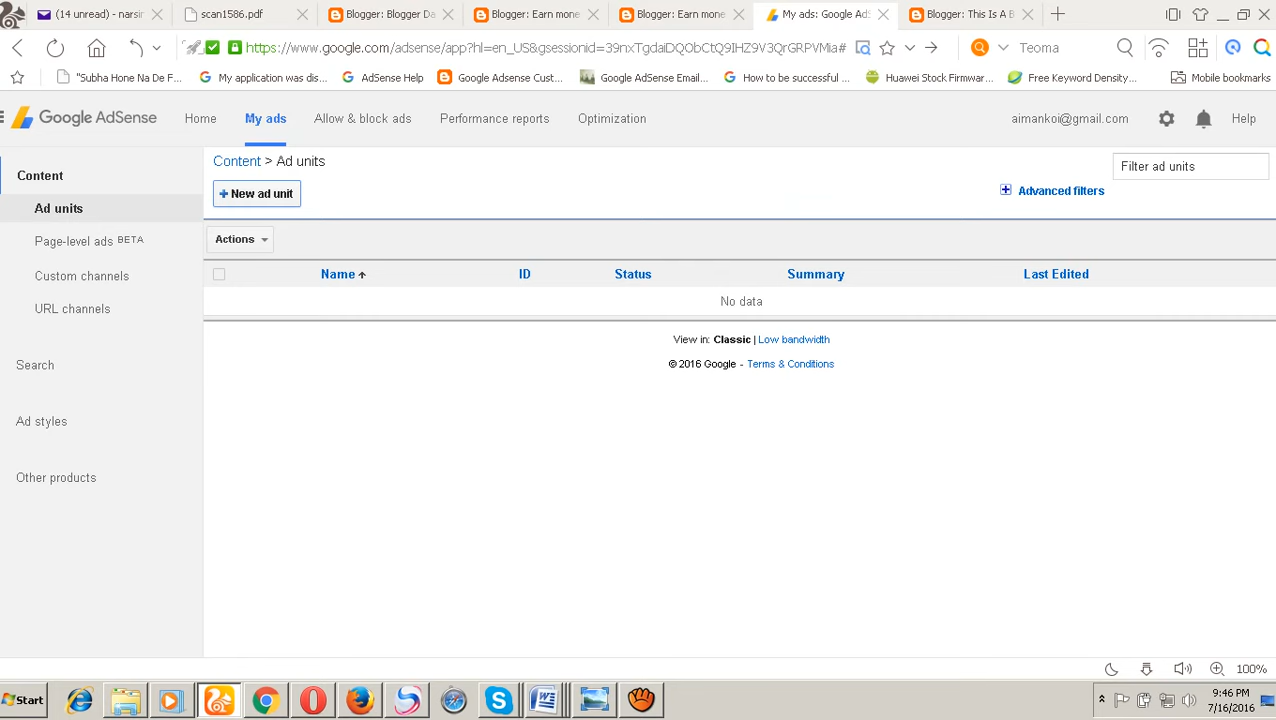 (1 unread) - narsin
scan1586.pdf
Blogger: Blogger Da
Blogger: Earn mone
Blogger: Earn mone
My ads: Google Ad
Blogger: This Is A B
Teoma
"Subha Hone Na De F...
My application was dis...
AdSense Help
Google Adsense Cust...
Google AdSense Email...
How to be successful ...
Huawei Stock Firmwar...
Free Keyword Density...
Mobile bookmarks
Google AdSense
Home
My ads
Allow & block ads
Performance reports
Optimization
aimankoi@gmail.com
Help
Content
Ad units
Page-level ads BETA
Custom channels
URL channels
Search
Ad styles
Other products
Content > Ad units
Filter ad units
+ New ad unit
Advanced filters
Actions
Name
ID
Status
Summary
Last Edited
No data
View in: Classic | Low bandwidth
© 2016 Google - Terms & Conditions
100%
Start
9:46 PM
7/16/2016